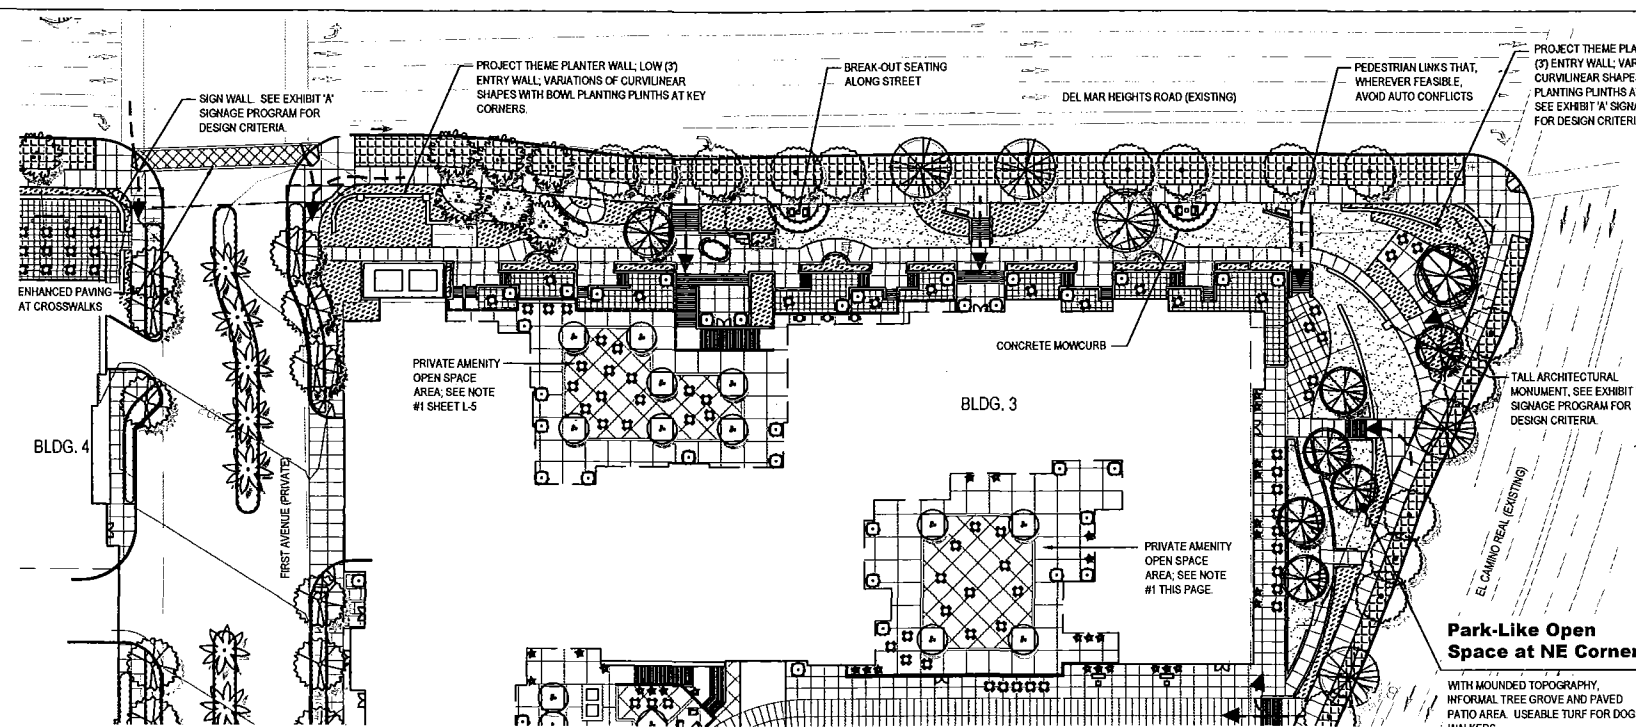 PROJECT THEME PLANTER WALL; LOW (3')
ENTRY WALL; VARIATIONS OF CURVILINEAR
SHAPES WITH BOWL PLANTING PLINTHS AT KEY
CORNERS.
BREAK-OUT SEATING
ALONG STREET
DEL MAR HEIGHTS ROAD (EXISTING)
PEDESTRIAN LINKS THAT,
WHEREVER FEASIBLE,
AVOID AUTO CONFLICTS
PROJECT THEME PLA
(3') ENTRY WALL; VAR
CURVILINEAR SHAPES
PLANTING PLINTHS A
SEE EXHIBIT 'A' SIGNA
FOR DESIGN CRITERI
SIGN WALL. SEE EXHIBIT 'A'
SIGNAGE PROGRAM FOR
DESIGN CRITERIA.
ENHANCED PAVING
AT CROSSWALKS
PRIVATE AMENITY
OPEN SPACE
AREA; SEE NOTE
#1 SHEET L-5
CONCRETE MOWCURB
BLDG. 3
TALL ARCHITECTURAL
MONUMENT, SEE EXHIBIT
SIGNAGE PROGRAM FOR
DESIGN CRITERIA.
BLDG. 4
FIRST AVENUE (PRIVATE)
EL CAMINO REAL (EXISTING)
PRIVATE AMENITY
OPEN SPACE
AREA; SEE NOTE
#1 THIS PAGE.
Park-Like Open
Space at NE Corner
WITH MOUNDED TOPOGRAPHY,
INFORMAL TREE GROVE AND PAVED
PATIO AREA. USEABLE TURF FOR DOG
WALKERS